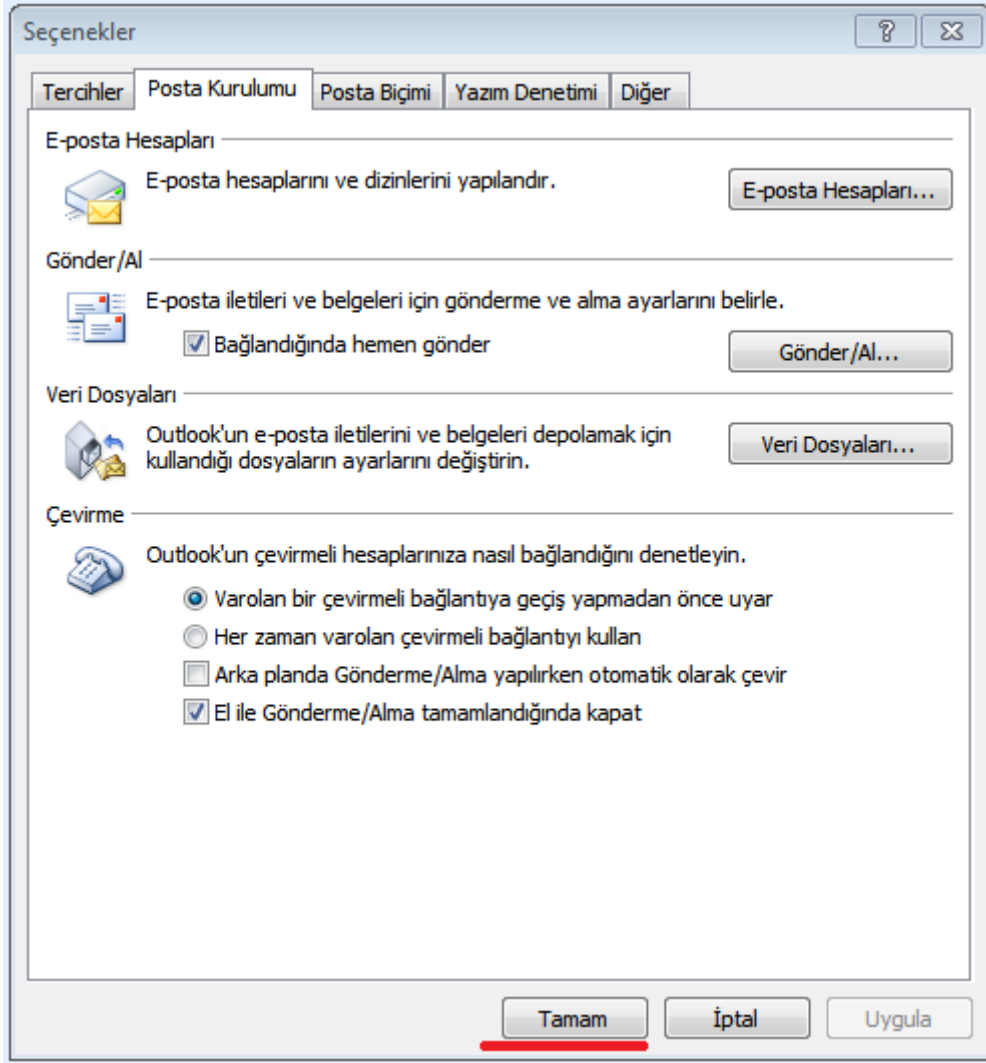 Seçenekler
Tercihler Posta Kurulumu Posta Biçimi Yazım Denetimi Diğer
E-posta Hesapları
E-posta hesaplarını ve dizinlerini yapılandır.
E-posta Hesapları...
Gönder/Al
E-posta iletileri ve belgeleri için gönderme ve alma ayarlarını belirle.
Bağlandığında hemen gönder
Gönder/Al...
Veri Dosyaları
Outlook'un e-posta iletilerini ve belgeleri depolamak için
kullandığı dosyaların ayarlarını değiştirin.
Veri Dosyaları...
Çevirme
Outlook'un çevirmeli hesaplarınıza nasıl bağlandığını denetleyin.
Varolan bir çevirmeli bağlantıya geçiş yapmadan önce uyar
Her zaman varolan çevirmeli bağlantıyı kullan
Arka planda Gönderme/Alma yapılırken otomatik olarak çevir
El ile Gönderme/Alma tamamlandığında kapat
Tamam İptal Uygula